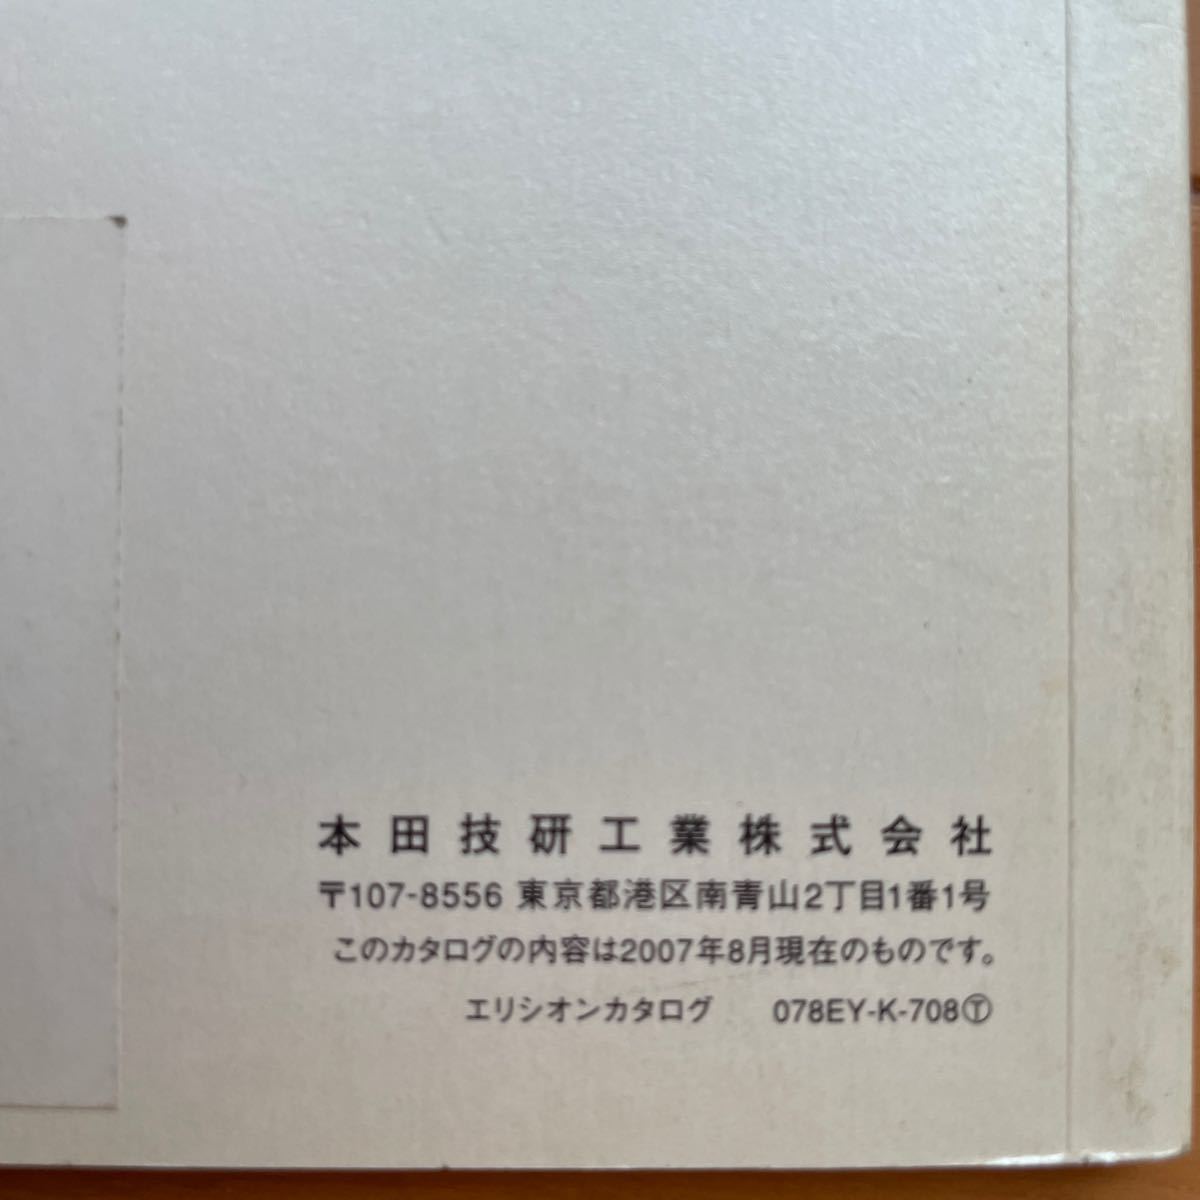 本田技研工業株式会社
〒107-8556 東京都港区南青山2丁目1番1号
このカタログの内容は2007年8月現在のものです。
エリシオンカタログ 078EY-K-708Ⓣ